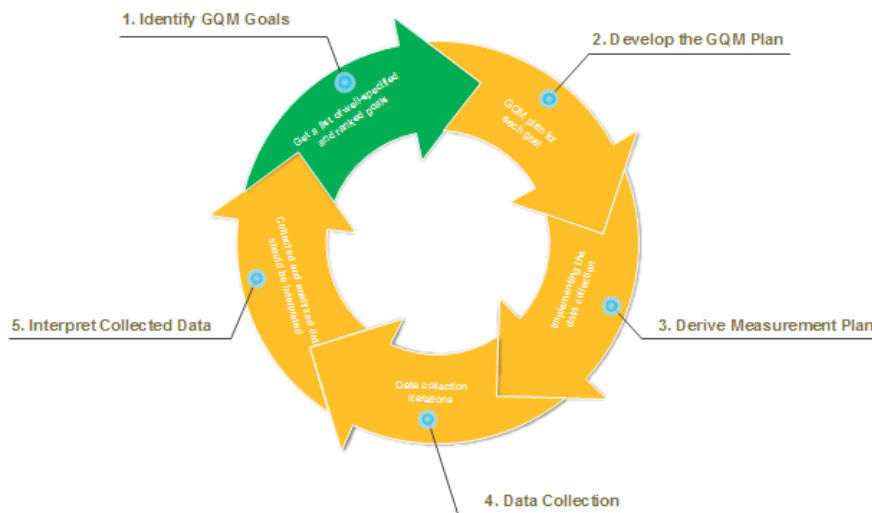 1. Identify GQM Goals
Get a list of well-specified
and ranked goals
2. Develop the GQM Plan
GQM plan for
each goal
Implementing the
data collection
3. Derive Measurement Plan
Data collection
iterations
4. Data Collection
Collected and analyzed data
should be interpreted
5. Interpret Collected Data